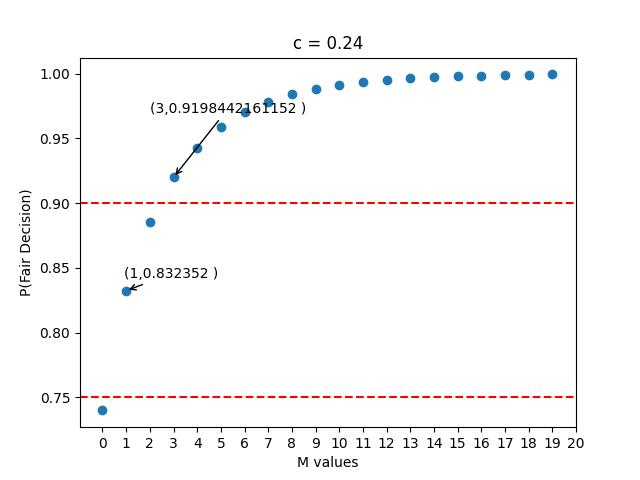 c = 0.24
1.00
(3,0.9198442161152 )
0.95
0.90
P(Fair Decision)
(1,0.832352 )
0.85
0.80
0.75
0 1 2 3 4 5 6 7 8 9 10 11 12 13 14 15 16 17 18 19 20
M values